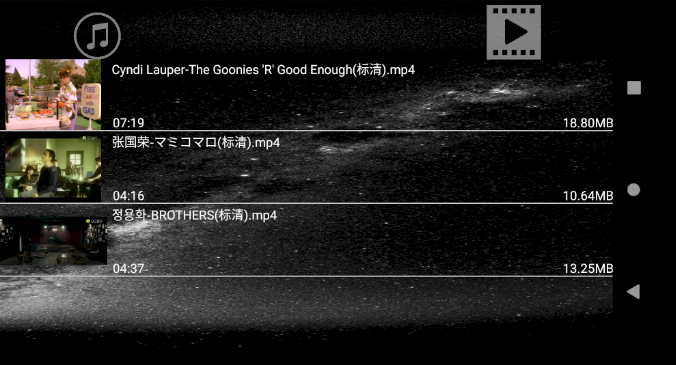 Cyndi Lauper-The Goonies 'R' Good Enough(标清).mp4
FREE
GAS
07:19
18.80MB
张国荣-マミコマロ(标清).mp4
04:16
10.64MB
정용화-BROTHERS(标清).mp4
04:37
13.25MB